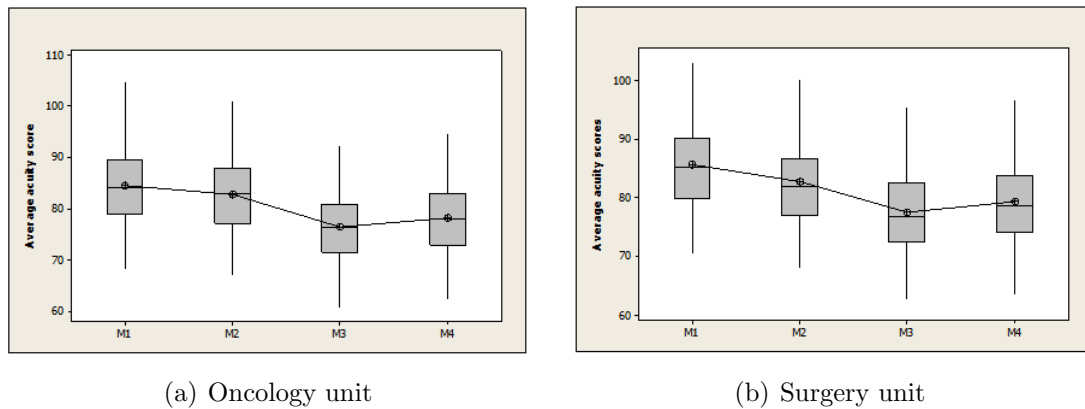 Average acuity score
110
100
90
80
70
60
M1 M2 M3 M4
(a) Oncology unit
Average acuity scores
100
90
80
70
60
M1 M2 M3 M4
(b) Surgery unit